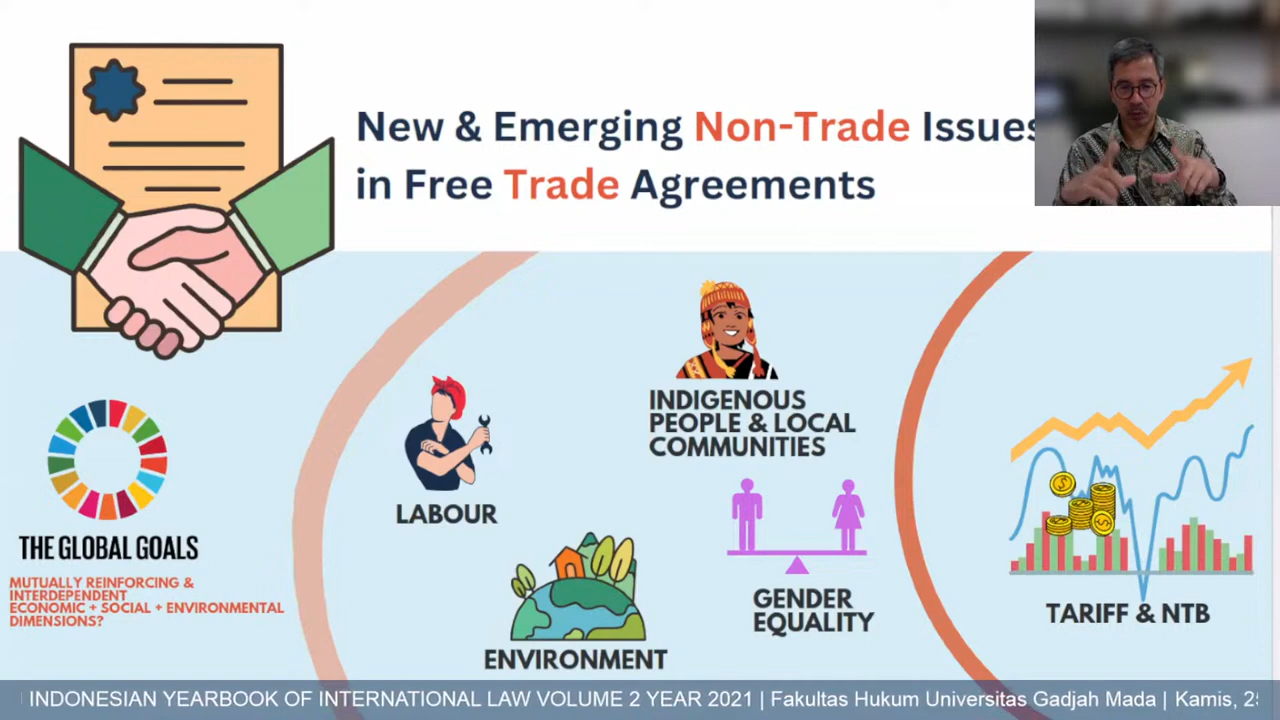 New & Emerging Non-Trade Issues
in Free Trade Agreements
INDIGENOUS
PEOPLE & LOCAL
COMMUNITIES
LABOUR
GENDER
EQUALITY
ENVIRONMENT
TARIFF & NTB
THE GLOBAL GOALS
MUTUALLY REINFORCING &
INTERDEPENDENT
ECONOMIC + SOCIAL + ENVIRONMENTAL
DIMENSIONS?
INDONESIAN YEARBOOK OF INTERNATIONAL LAW VOLUME 2 YEAR 2021 | Fakultas Hukum Universitas Gadjah Mada | Kamis, 25